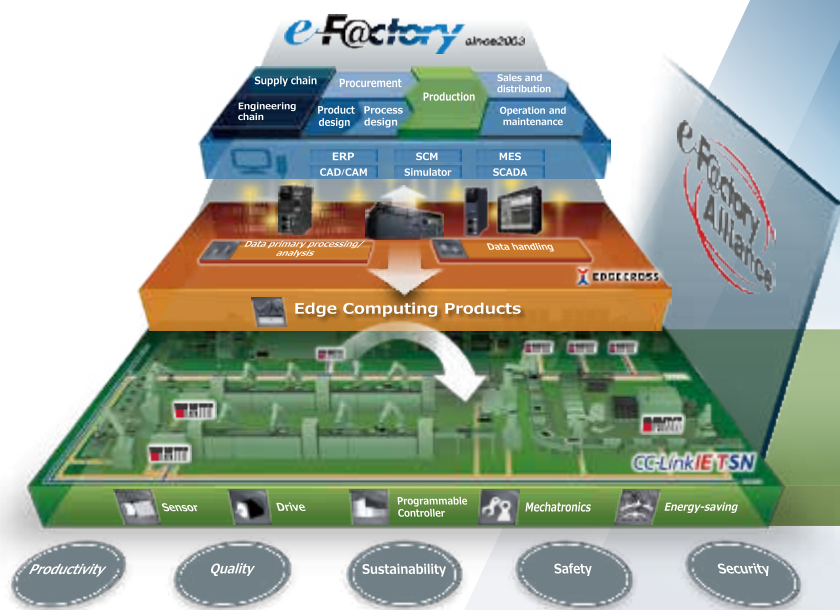 e-F@ctory since2003
Supply chain
Procurement
Production
Sales and
distribution
Engineering
chain
Product
design
Process
design
Operation and
maintenance
ERP
SCM
MES
CAD/CAM
Simulator
SCADA
Data primary processing/
analysis
Data handling
EDGECROSS
Edge Computing Products
e-F@ctory
Alliance
CC-Link IE TSN
Sensor
Drive
Programmable
Controller
Mechatronics
Energy-saving
Productivity
Quality
Sustainability
Safety
Security